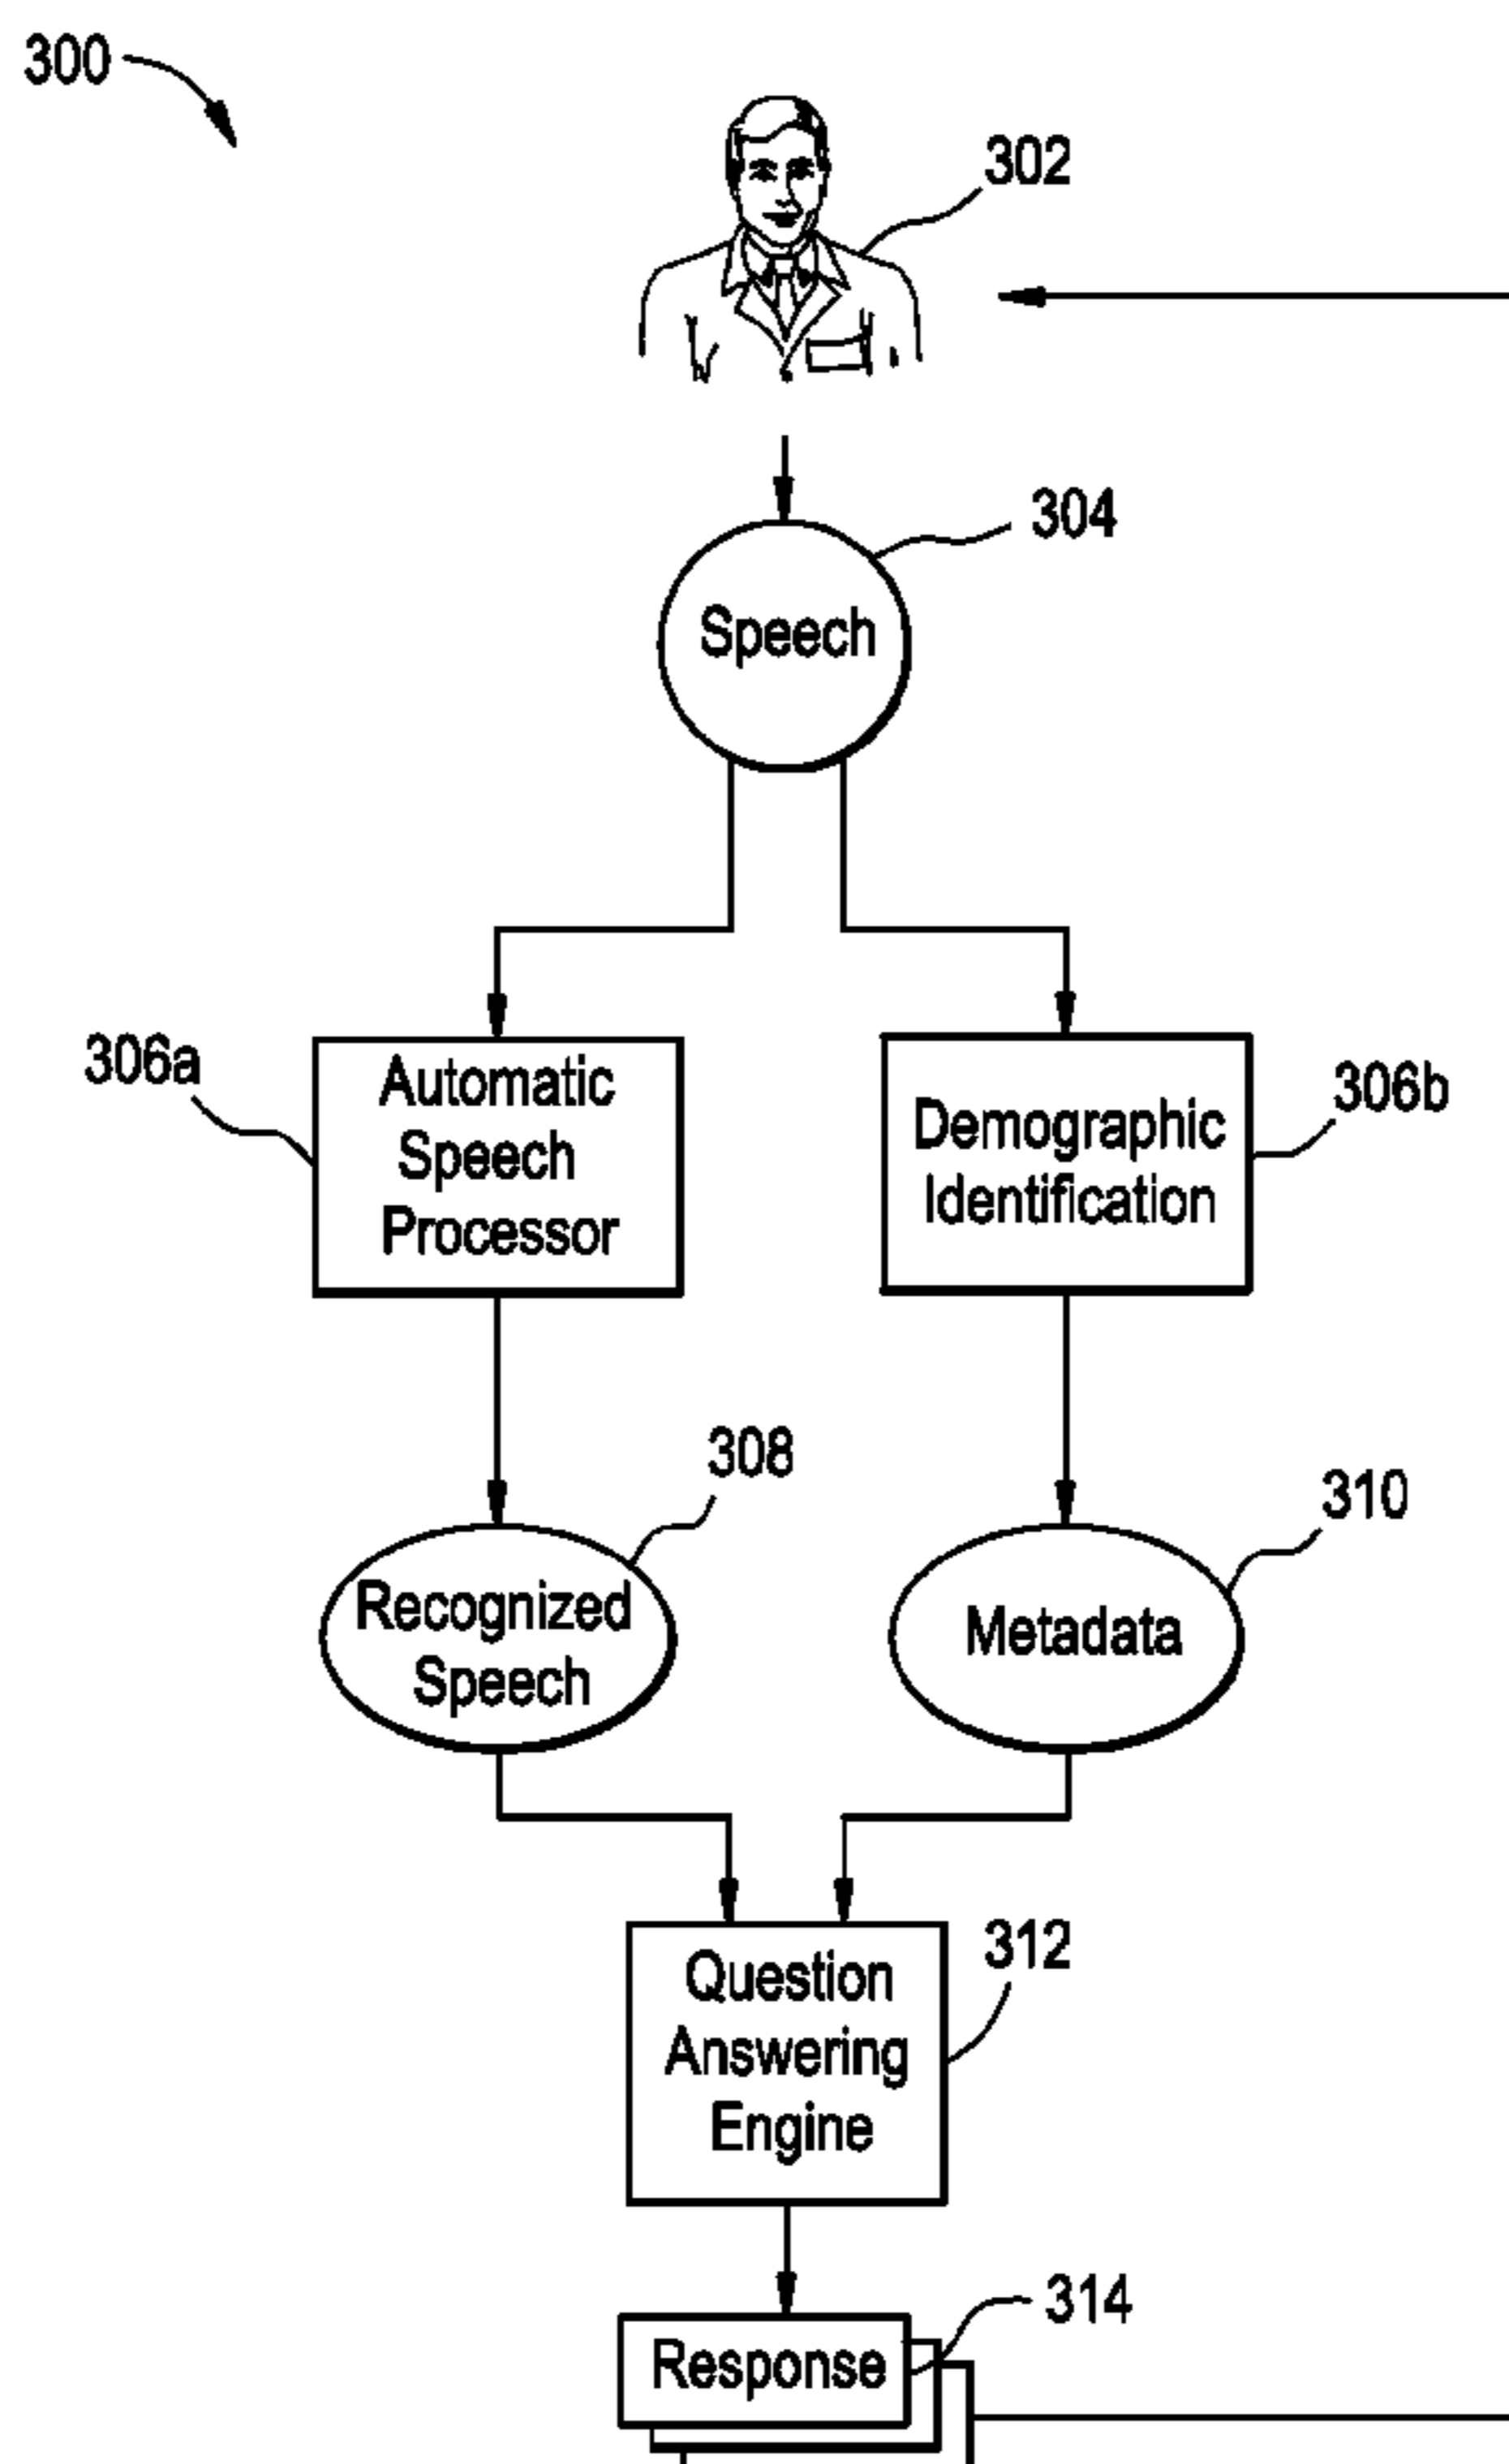 300
302
304
Speech
306a
Automatic
Speech
Processor
306b
Demographic
Identification
308
Recognized
Speech
310
Metadata
312
Question
Answering
Engine
314
Response